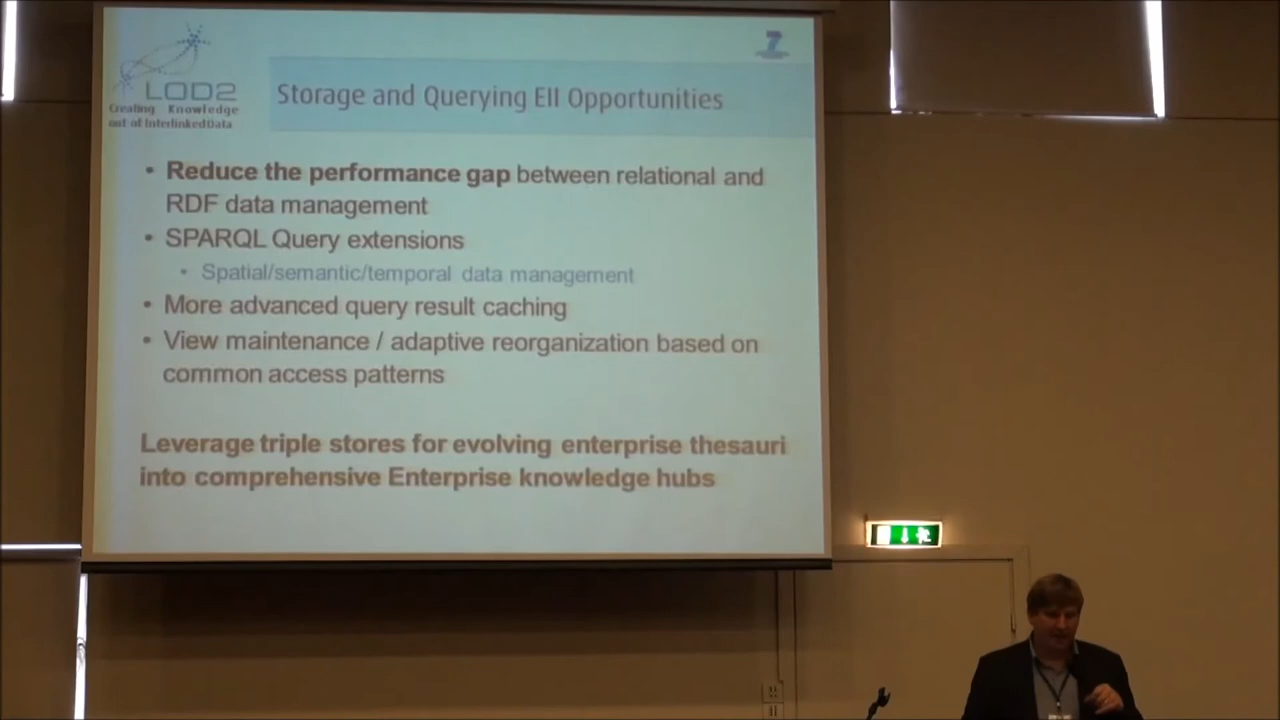 LOD2
Creating Knowledge
out of Interlinked Data
Storage and Querying EII Opportunities
• Reduce the performance gap between relational and
RDF data management
• SPARQL Query extensions
• Spatial/semantic/temporal data management
• More advanced query result caching
• View maintenance / adaptive reorganization based on
common access patterns
Leverage triple stores for evolving enterprise thesauri
into comprehensive Enterprise knowledge hubs